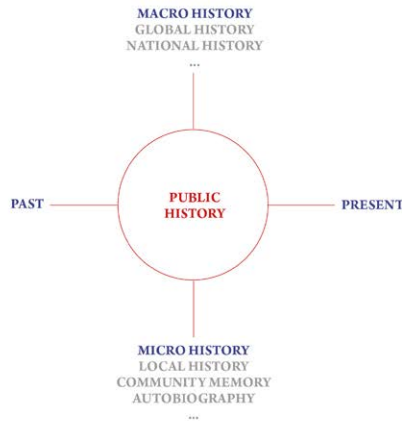 MACRO HISTORY
GLOBAL HISTORY
NATIONAL HISTORY
...
PUBLIC
HISTORY
PAST
PRESENT
MICRO HISTORY
LOCAL HISTORY
COMMUNITY MEMORY
AUTOBIOGRAPHY
...